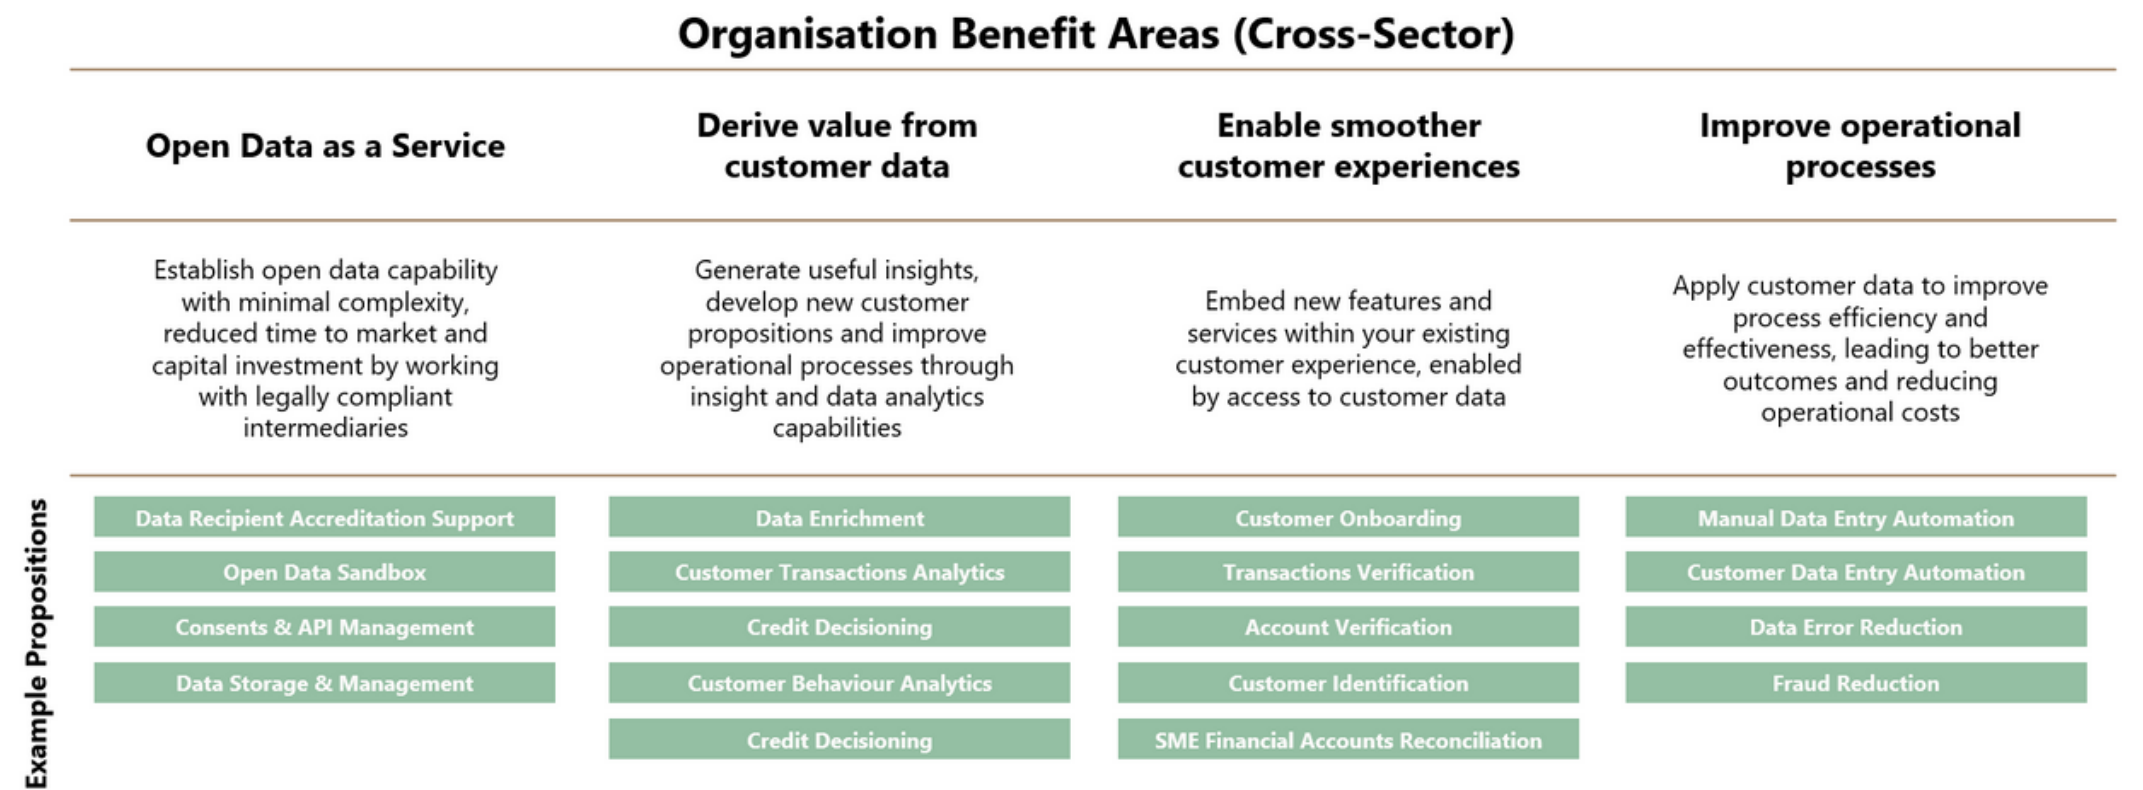 Organisation Benefit Areas (Cross-Sector)
Open Data as a Service
Derive value from
customer data
Enable smoother
customer experiences
Improve operational
processes
Establish open data capability
with minimal complexity,
reduced time to market and
capital investment by working
with legally compliant
intermediaries
Generate useful insights,
develop new customer
propositions and improve
operational processes through
insight and data analytics
capabilities
Embed new features and
services within your existing
customer experience, enabled
by access to customer data
Apply customer data to improve
process efficiency and
effectiveness, leading to better
outcomes and reducing
operational costs
Example Propositions
Data Recipient Accreditation Support
Open Data Sandbox
Consents & API Management
Data Storage & Management
Data Enrichment
Customer Transactions Analytics
Credit Decisioning
Customer Behaviour Analytics
Credit Decisioning
Customer Onboarding
Transactions Verification
Account Verification
Customer Identification
SME Financial Accounts Reconciliation
Manual Data Entry Automation
Customer Data Entry Automation
Data Error Reduction
Fraud Reduction